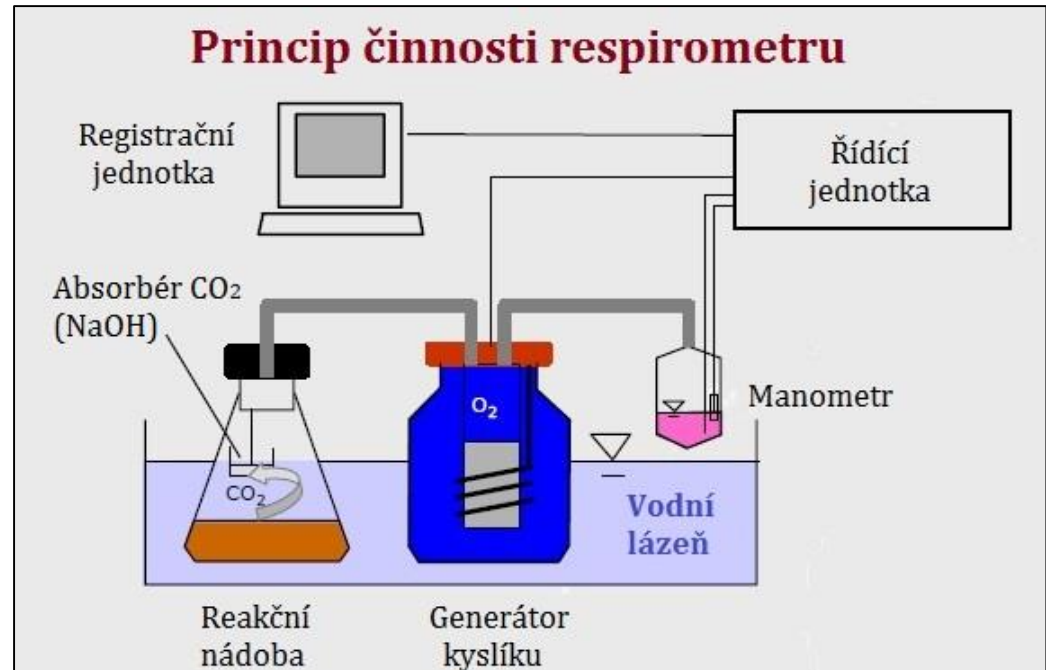 Princip činnosti respirometru
Registrační
jednotka
Řídící
jednotka
Absorbér CO₂
(NaOH)
O₂
Manometr
CO₂
Vodní
lázeň
Reakční
nádoba
Generátor
kyslíku